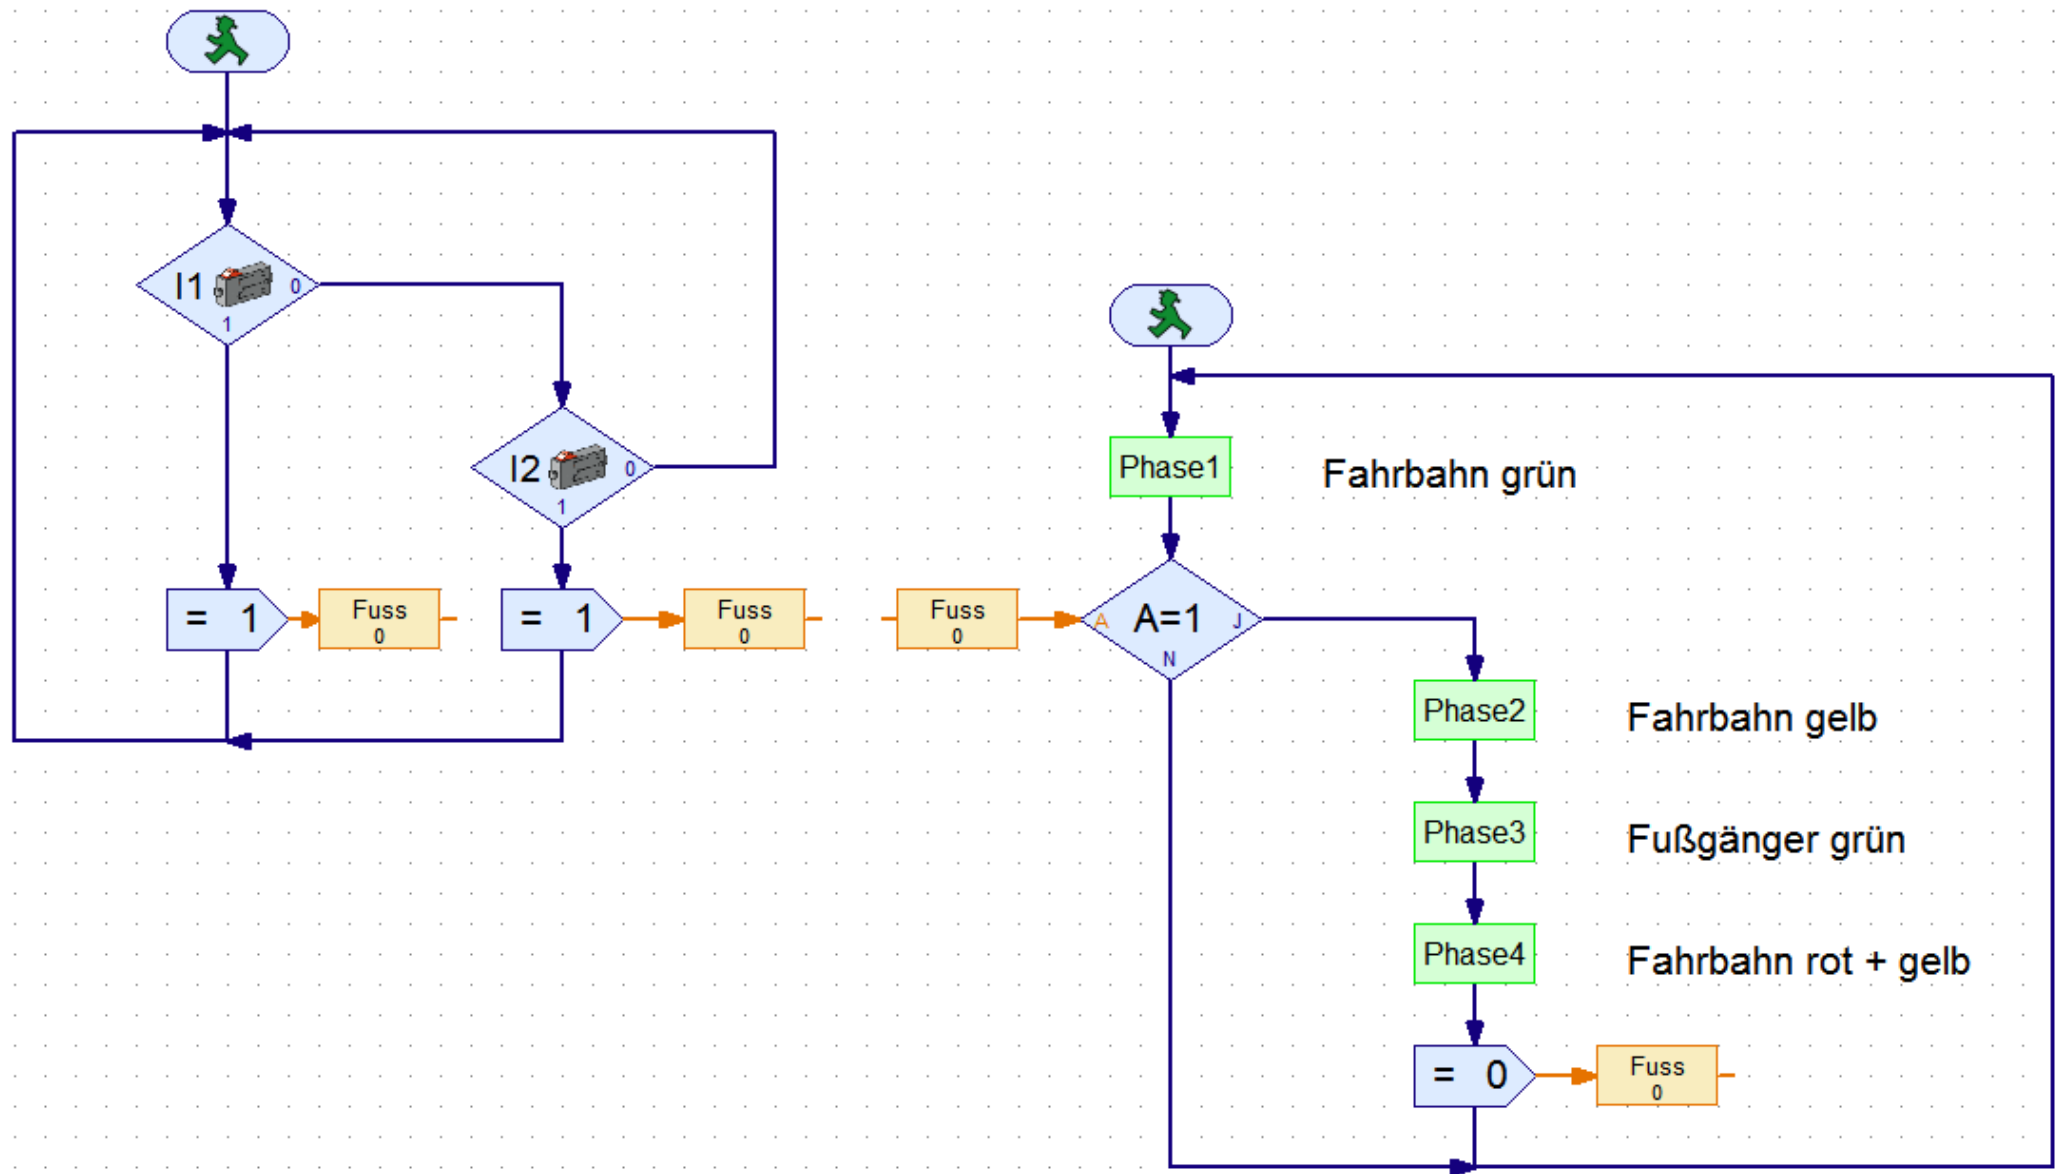 I1 0
1
I2 0
1
= 1 Fuss
0
= 1 Fuss
0
Fuss
0
Phase1 Fahrbahn grün
A A=1 J
N
Phase2 Fahrbahn gelb
Phase3 Fußgänger grün
Phase4 Fahrbahn rot + gelb
= 0 Fuss
0